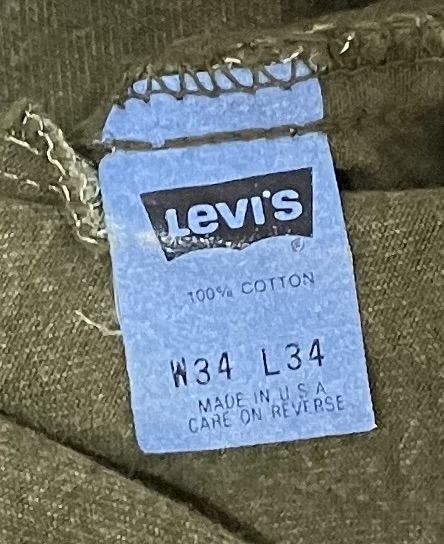 Levi's
®
100% COTTON
W34 L34
MADE IN U S A
CARE ON REVERSE